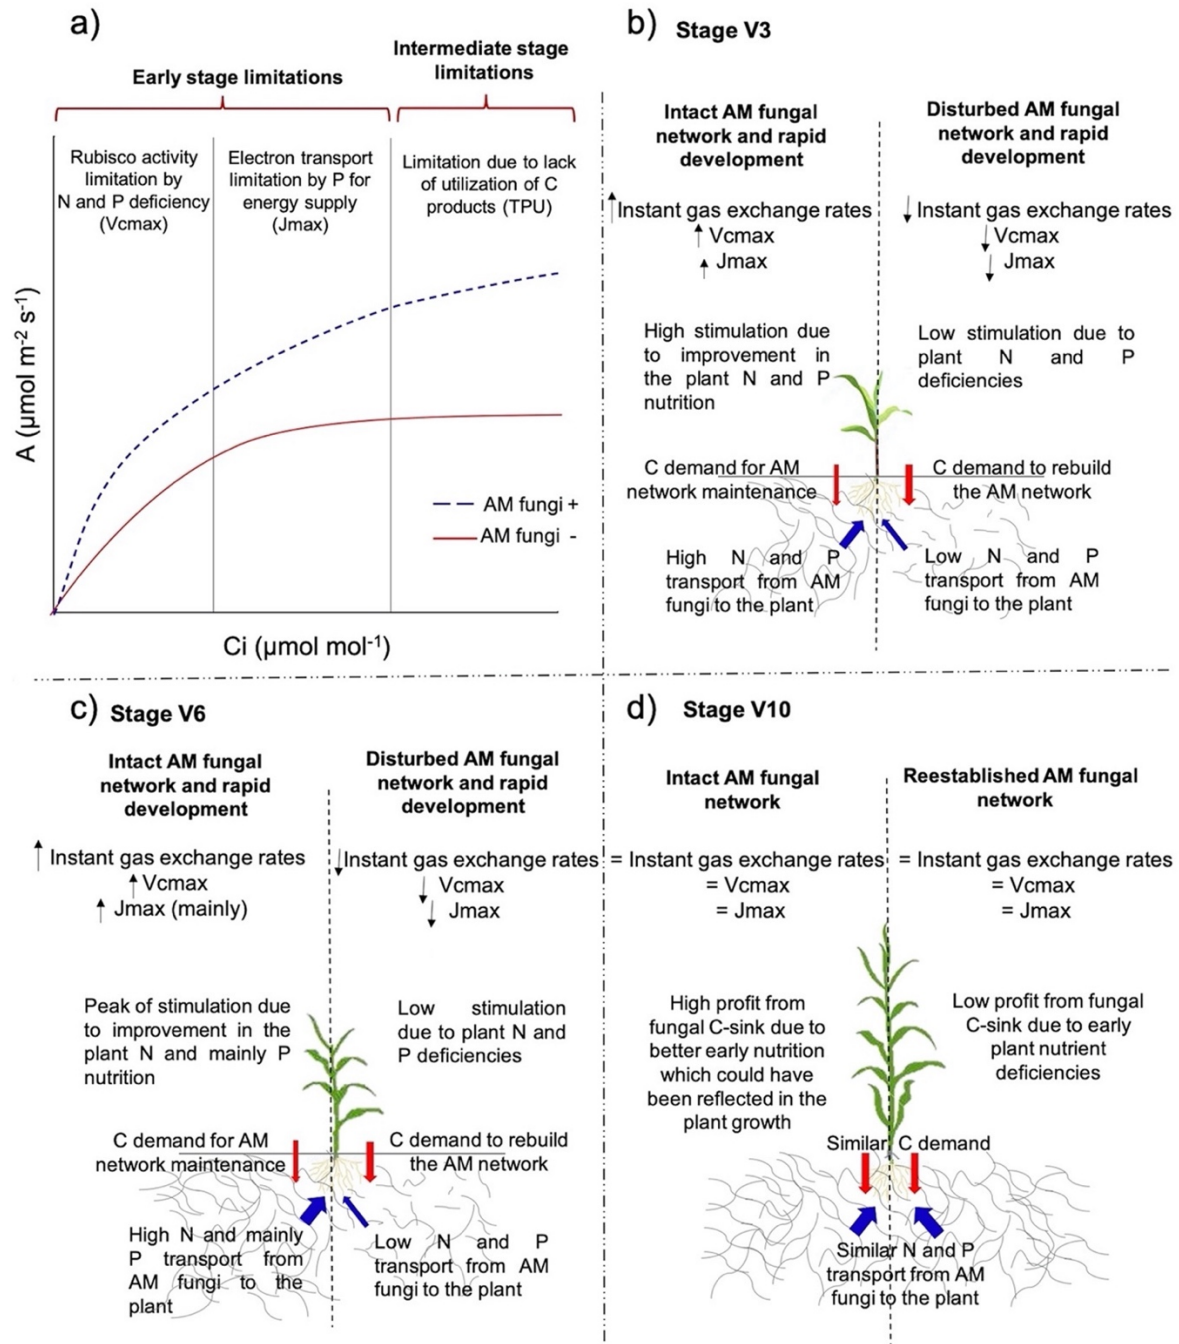 a)
Early stage limitations
Intermediate stage
limitations
Rubisco activity
limitation by
N and P deficiency
(Vcmax)
Electron transport
limitation by P for
energy supply
(Jmax)
Limitation due to lack
of utilization of C
products (TPU)
A (µmol m-2 s-1)
AM fungi +
AM fungi -
Ci (µmol mol-1)
b) Stage V3
Intact AM fungal
network and rapid
development
Disturbed AM fungal
network and rapid
development
↑Instant gas exchange rates
↑ Vcmax
↑ Jmax
↓ Instant gas exchange rates
↓ Vcmax
↓ Jmax
High stimulation due
to improvement in
the plant N and P
nutrition
Low stimulation due to
plant N and P
deficiencies
C demand for AM
network maintenance
C demand to rebuild
the AM network
High N and P
transport from AM
fungi to the plant
Low N and P
transport from AM
fungi to the plant
c) Stage V6
Intact AM fungal
network and rapid
development
Disturbed AM fungal
network and rapid
development
↑ Instant gas exchange rates
↑ Vcmax
↑ Jmax (mainly)
↓ Instant gas exchange rates
↓ Vcmax
↓ Jmax
Peak of stimulation due
to improvement in the
plant N and mainly P
nutrition
Low stimulation
due to plant N and
P deficiencies
C demand for AM
network maintenance
C demand to rebuild
the AM network
High N and mainly
P transport from
AM fungi to the
plant
Low N and P
transport from AM
fungi to the plant
d) Stage V10
Intact AM fungal
network
Reestablished AM fungal
network
= Instant gas exchange rates
= Vcmax
= Jmax
= Instant gas exchange rates
= Vcmax
= Jmax
High profit from
fungal C-sink due to
better early nutrition
which could have
been reflected in the
plant growth
Low profit from fungal
C-sink due to early
plant nutrient
deficiencies
Similar C demand
Similar N and P
transport from AM
fungi to the plant